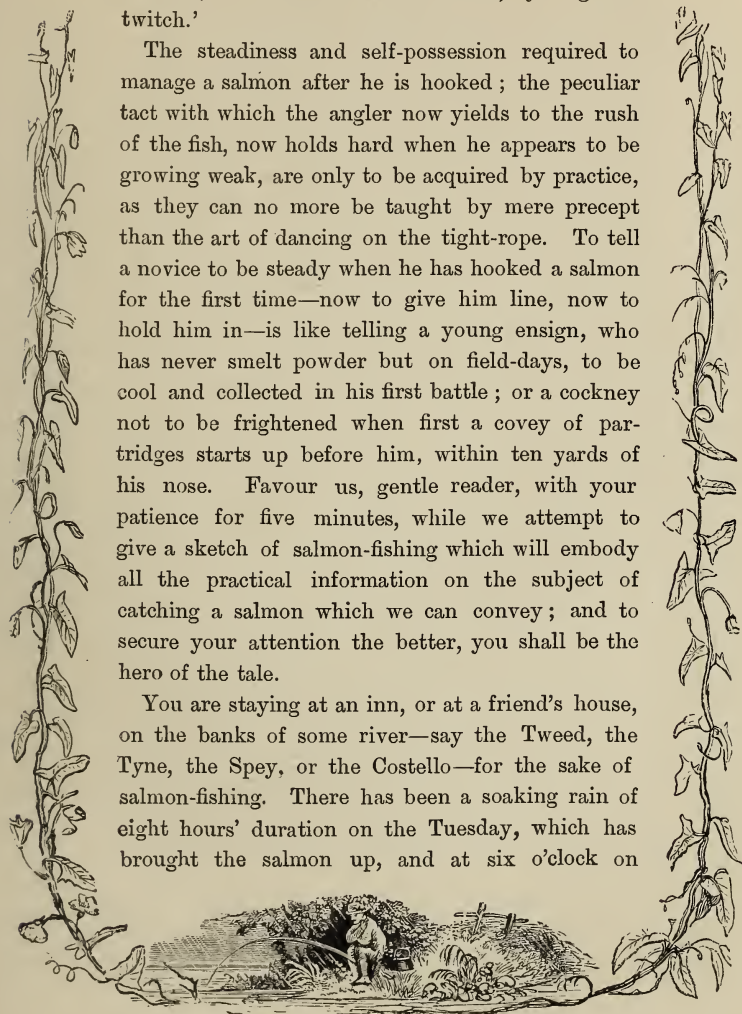 twitch.’
The steadiness and self-possession required to
manage a salmon after he is hooked ; the peculiar
tact with which the angler now yields to the rush
of the fish, now holds hard when he appears to be
growing weak, are only to be acquired by practice,
as they can no more be taught by mere precept
than the art of dancing on the tight-rope. To tell
a novice to be steady when he has hooked a salmon
for the first time—now to give him line, now to
hold him in—is like telling a young ensign, who
has never smelt powder but on field-days, to be
cool and collected in his first battle ; or a cockney
not to be frightened when first a covey of par-
tridges starts up before him, within ten yards of
his nose. Favour us, gentle reader, with your
patience for five minutes, while we attempt to
give a sketch of salmon-fishing which will embody
all the practical information on the subject of
catching a salmon which we can convey ; and to
secure your attention the better, you shall be the
hero of the tale.
You are staying at an inn, or at a friend’s house,
on the banks of some river—say the Tweed, the
Tyne, the Spey, or the Costello—for the sake of
salmon-fishing. There has been a soaking rain of
eight hours’ duration on the Tuesday, which has
brought the salmon up, and at six o’clock on